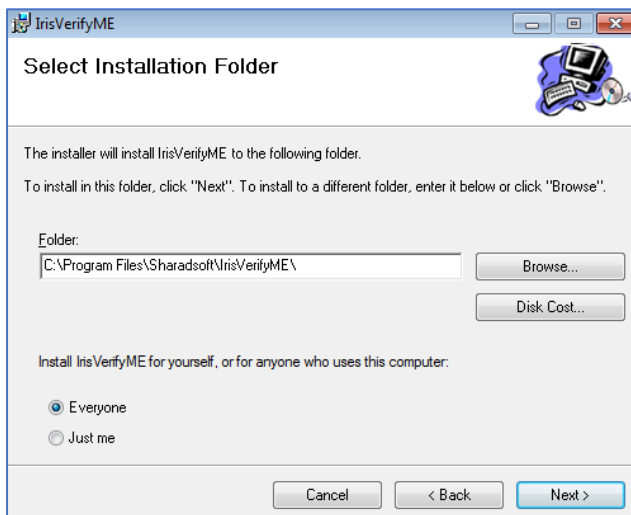 IrisVerifyME
Select Installation Folder
The installer will install IrisVerifyME to the following folder.
To install in this folder, click "Next". To install to a different folder, enter it below or click "Browse".
Folder:
C:\Program Files\Sharadsoft\IrisVerifyME\
Browse...
Disk Cost...
Install IrisVerifyME for yourself, or for anyone who uses this computer:
Everyone
Just me
Cancel
< Back
Next >